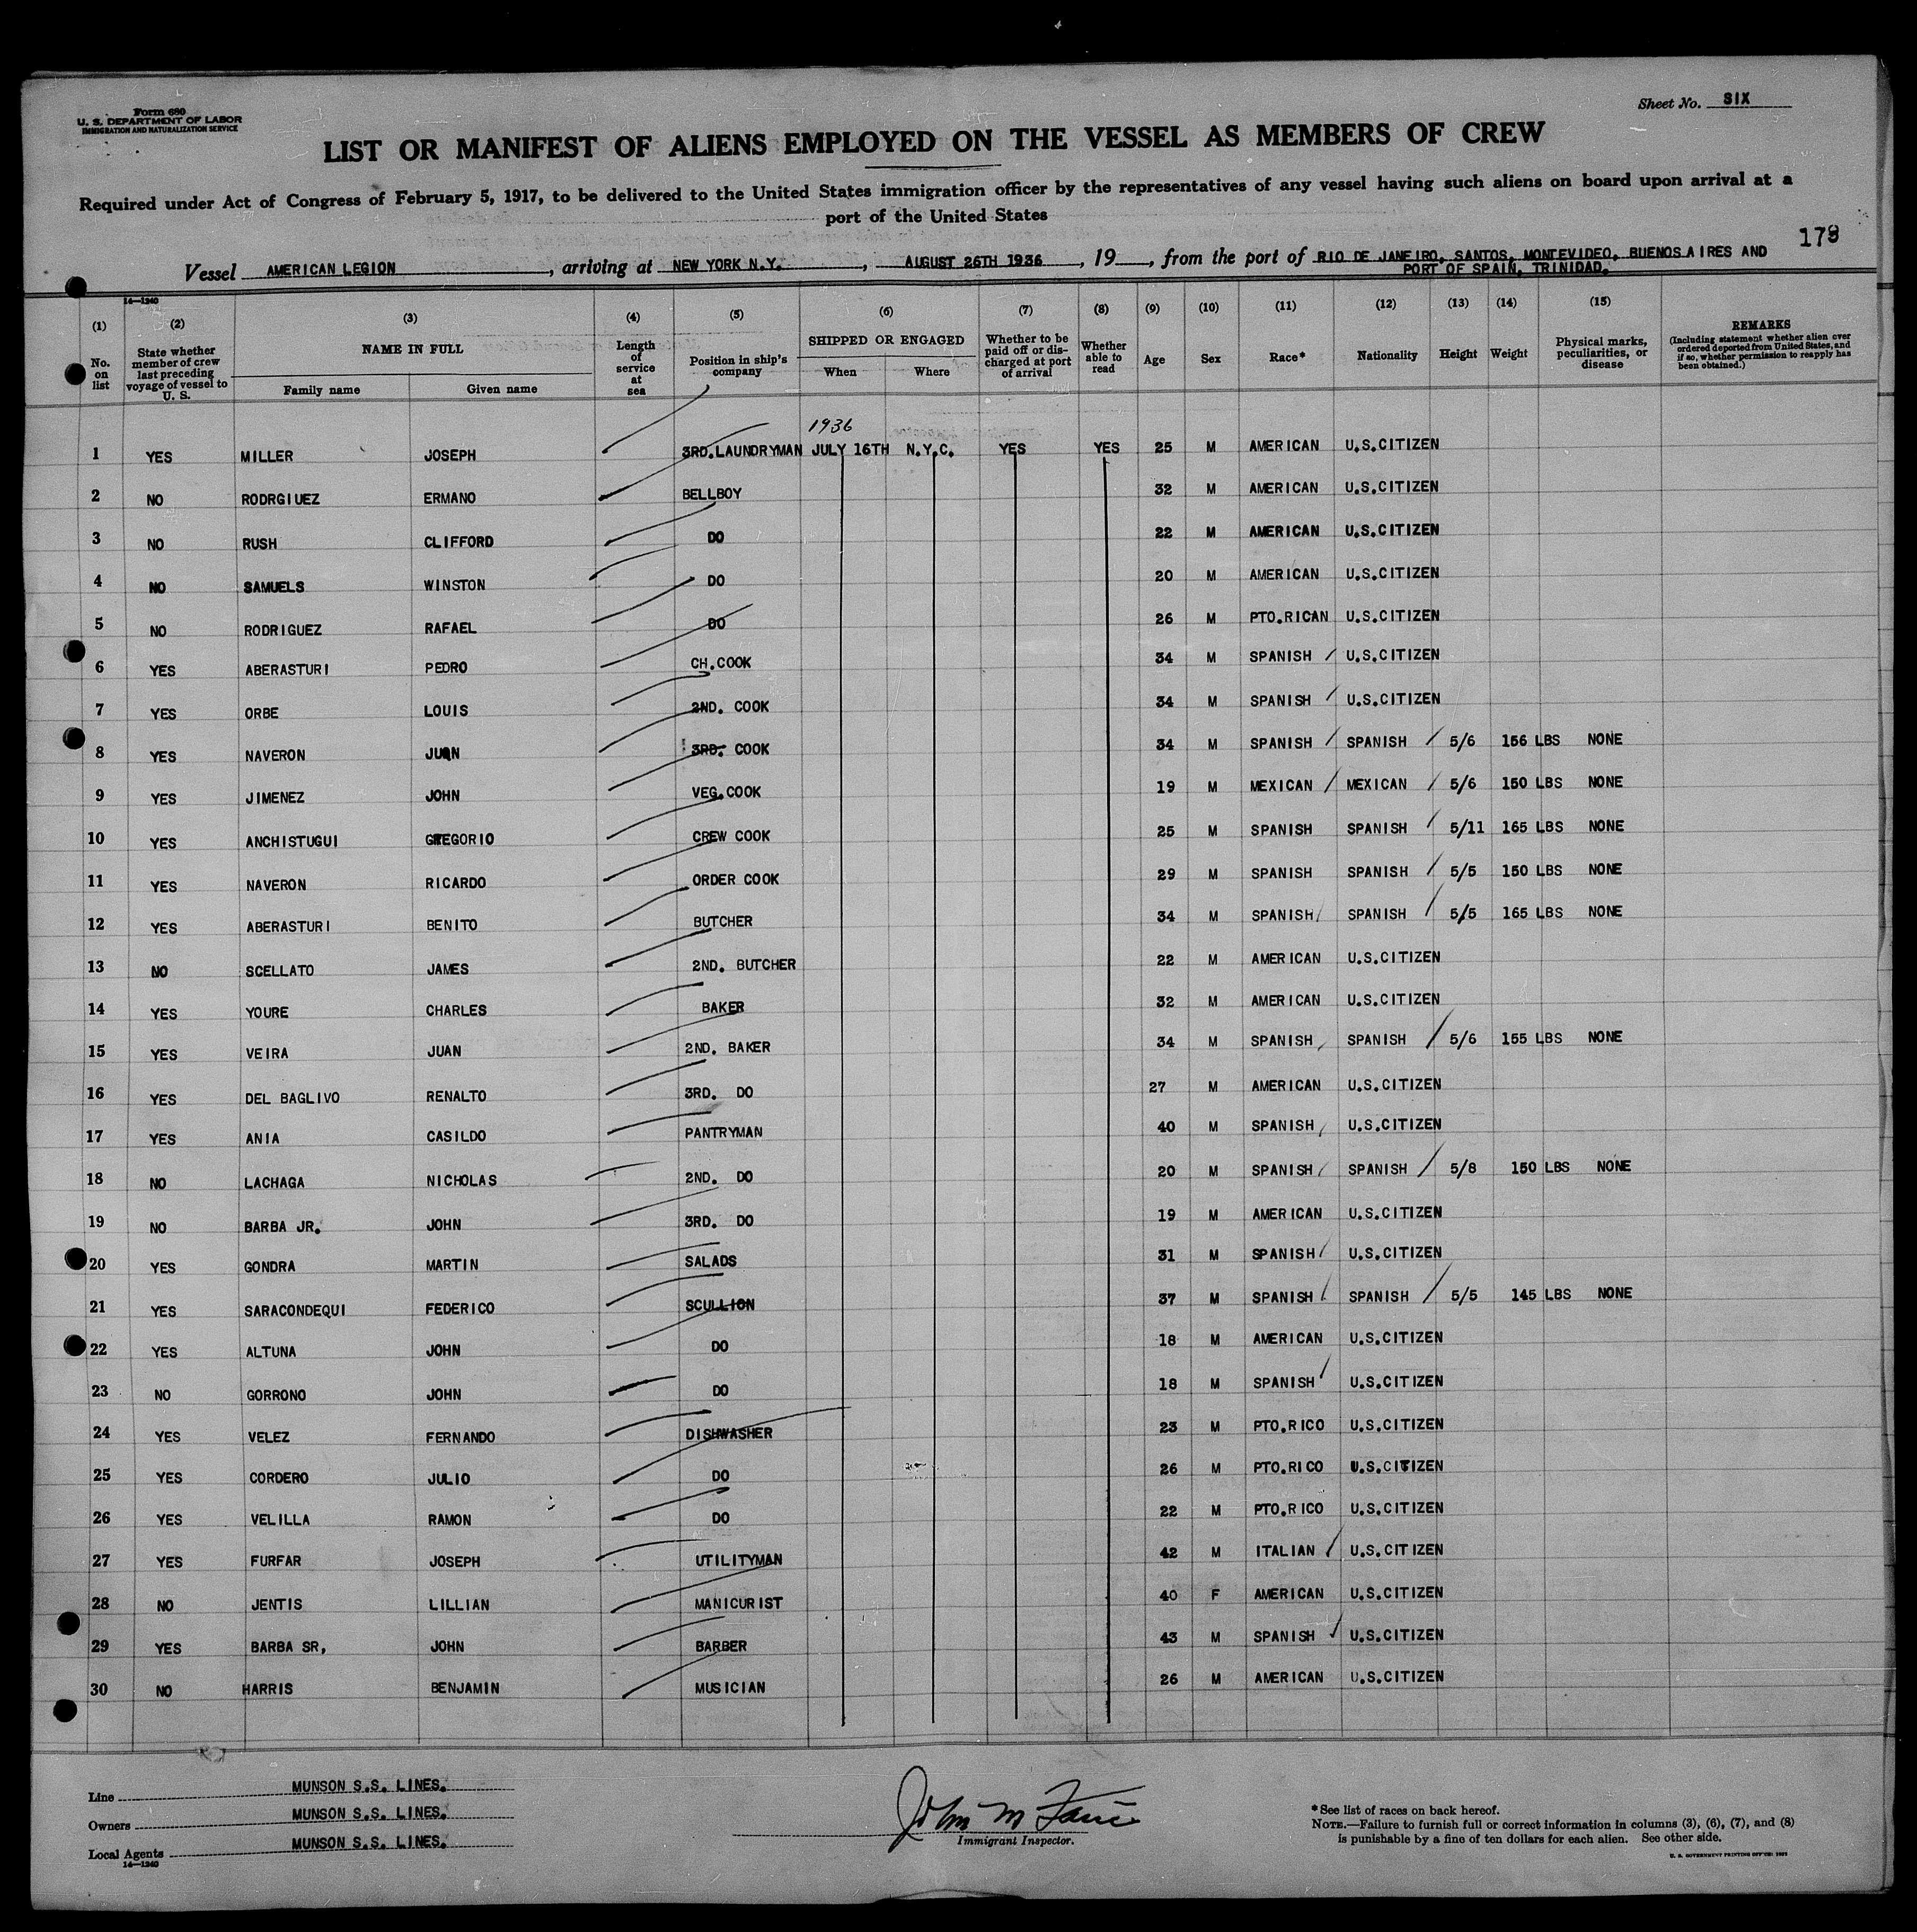 Form 680
U. S. DEPARTMENT OF LABOR
IMMIGRATION AND NATURALIZATION SERVICE
Sheet No. SIX
LIST OR MANIFEST OF ALIENS EMPLOYED ON THE VESSEL AS MEMBERS OF CREW
Required under Act of Congress of February 5, 1917, to be delivered to the United States immigration officer by the representatives of any vessel having such aliens on board upon arrival at a
port of the United States
Vessel AMERICAN LEGION, arriving at NEW YORK N.Y., AUGUST 26TH 1936, 19__, from the port of RIO DE JANEIRO, SANTOS, MONTEVIDEO, BUENOS AIRES AND
PORT OF SPAIN, TRINIDAD.
14—1240
(1) No. on list
(2) State whether member of crew last preceding voyage of vessel to U. S.
(3) NAME IN FULL
Family name Given name
(4) Length of service at sea
(5) Position in ship's company
(6) SHIPPED OR ENGAGED
When Where
(7) Whether to be paid off or discharged at port of arrival
(8) Whether able to read
(9) Age
(10) Sex
(11) Race*
(12) Nationality
(13) Height
(14) Weight
(15) Physical marks, peculiarities, or disease
REMARKS
(Including statement whether alien ever ordered deported from United States, and if so, whether permission to reapply has been obtained.)
1936
1 YES MILLER JOSEPH 3RD.LAUNDRYMAN JULY 16TH N.Y.C. YES YES 25 M AMERICAN U.S.CITIZEN
2 NO RODRGIUEZ ERMANO BELLBOY 32 M AMERICAN U.S.CITIZEN
3 NO RUSH CLIFFORD DO 22 M AMERICAN U.S.CITIZEN
4 NO SAMUELS WINSTON DO 20 M AMERICAN U.S.CITIZEN
5 NO RODRIGUEZ RAFAEL DO 26 M PTO.RICAN U.S.CITIZEN
6 YES ABERASTURI PEDRO CH.COOK 34 M SPANISH U.S.CITIZEN
7 YES ORBE LOUIS 2ND. COOK 34 M SPANISH U.S.CITIZEN
8 YES NAVERON JUAN 3RD. COOK 34 M SPANISH SPANISH 5/6 156 LBS NONE
9 YES JIMENEZ JOHN VEG.COOK 19 M MEXICAN MEXICAN 5/6 150 LBS NONE
10 YES ANCHISTUGUI GREGORIO CREW COOK 25 M SPANISH SPANISH 5/11 165 LBS NONE
11 YES NAVERON RICARDO ORDER COOK 29 M SPANISH SPANISH 5/5 150 LBS NONE
12 YES ABERASTURI BENITO BUTCHER 34 M SPANISH SPANISH 5/5 165 LBS NONE
13 NO SCELLATO JAMES 2ND. BUTCHER 22 M AMERICAN U.S.CITIZEN
14 YES YOURE CHARLES BAKER 32 M AMERICAN U.S.CITIZEN
15 YES VEIRA JUAN 2ND. BAKER 34 M SPANISH SPANISH 5/6 155 LBS NONE
16 YES DEL BAGLIVO RENALTO 3RD. DO 27 M AMERICAN U.S.CITIZEN
17 YES ANIA CASILDO PANTRYMAN 40 M SPANISH U.S.CITIZEN
18 NO LACHAGA NICHOLAS 2ND. DO 20 M SPANISH SPANISH 5/8 150 LBS NONE
19 NO BARBA JR. JOHN 3RD. DO 19 M AMERICAN U.S.CITIZEN
20 YES GONDRA MARTIN SALADS 31 M SPANISH U.S.CITIZEN
21 YES SARACONDEQUI FEDERICO SCULLION 37 M SPANISH SPANISH 5/5 145 LBS NONE
22 YES ALTUNA JOHN DO 18 M AMERICAN U.S.CITIZEN
23 NO GORRONO JOHN DO 18 M SPANISH U.S.CITIZEN
24 YES VELEZ FERNANDO DISHWASHER 23 M PTO.RICO U.S.CITIZEN
25 YES CORDERO JULIO DO 26 M PTO.RICO U.S.CITIZEN
26 YES VELILLA RAMON DO 22 M PTO.RICO U.S.CITIZEN
27 YES FURFAR JOSEPH UTILITYMAN 42 M ITALIAN U.S.CITIZEN
28 NO JENTIS LILLIAN MANICURIST 40 F AMERICAN U.S.CITIZEN
29 YES BARBA SR, JOHN BARBER 43 M SPANISH U.S.CITIZEN
30 NO HARRIS BENJAMIN MUSICIAN 26 M AMERICAN U.S.CITIZEN
Line MUNSON S.S. LINES.
Owners MUNSON S.S. LINES.
Local Agents MUNSON S.S. LINES.
14—1240
John M
Immigrant Inspector.
*See list of races on back hereof.
NOTE.—Failure to furnish full or correct information in columns (3), (6), (7), and (8)
is punishable by a fine of ten dollars for each alien. See other side.
U. S. GOVERNMENT PRINTING OFFICE: